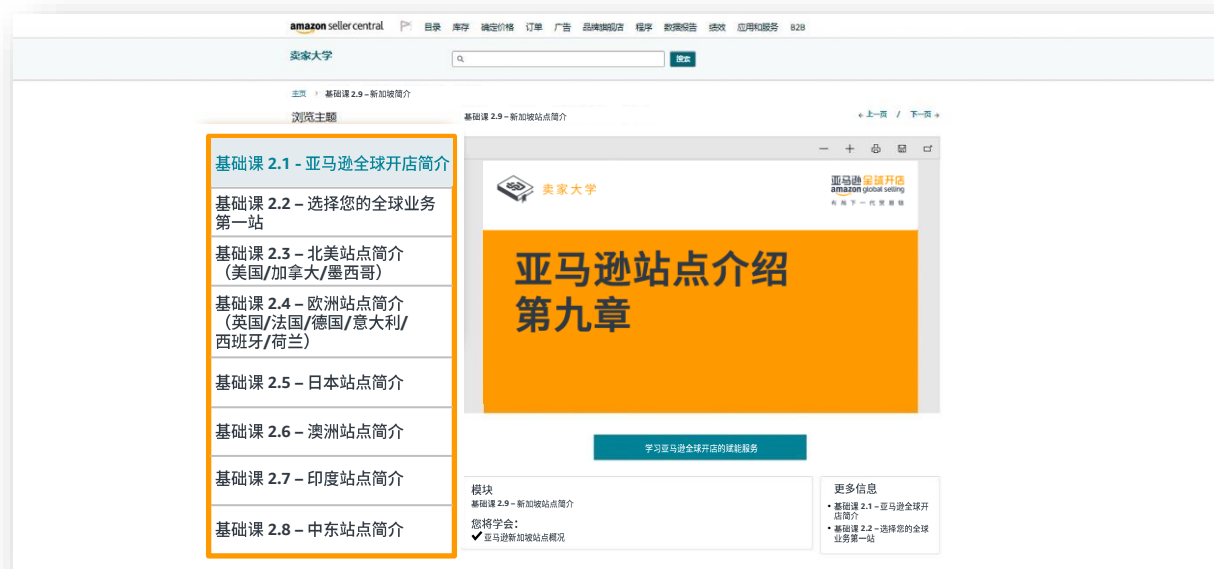 amazon seller central 目录 库存 确定价格 订单 广告 品牌旗舰店 程序 数据报告 绩效 应用和服务 B2B
卖家大学
搜索
主页 › 基础课 2.9 – 新加坡简介
浏览主题
基础课 2.1 - 亚马逊全球开店简介
基础课 2.2 – 选择您的全球业务
第一站
基础课 2.3 – 北美站点简介
（美国/加拿大/墨西哥）
基础课 2.4 – 欧洲站点简介
（英国/法国/德国/意大利/
西班牙/荷兰）
基础课 2.5 – 日本站点简介
基础课 2.6 – 澳洲站点简介
基础课 2.7 – 印度站点简介
基础课 2.8 – 中东站点简介
基础课 2.9 – 新加坡站点简介
上一页 / 下一页
卖家大学
亚马逊全球开店
amazon global selling
布局下一代贸易链
亚马逊站点介绍
第九章
学习亚马逊全球开店的赋能服务
模块
基础课 2.9 – 新加坡站点简介
您将学会：
亚马逊新加坡站点概况
更多信息
• 基础课 2.1 – 亚马逊全球开
店简介
• 基础课 2.2 – 选择您的全球
业务第一站